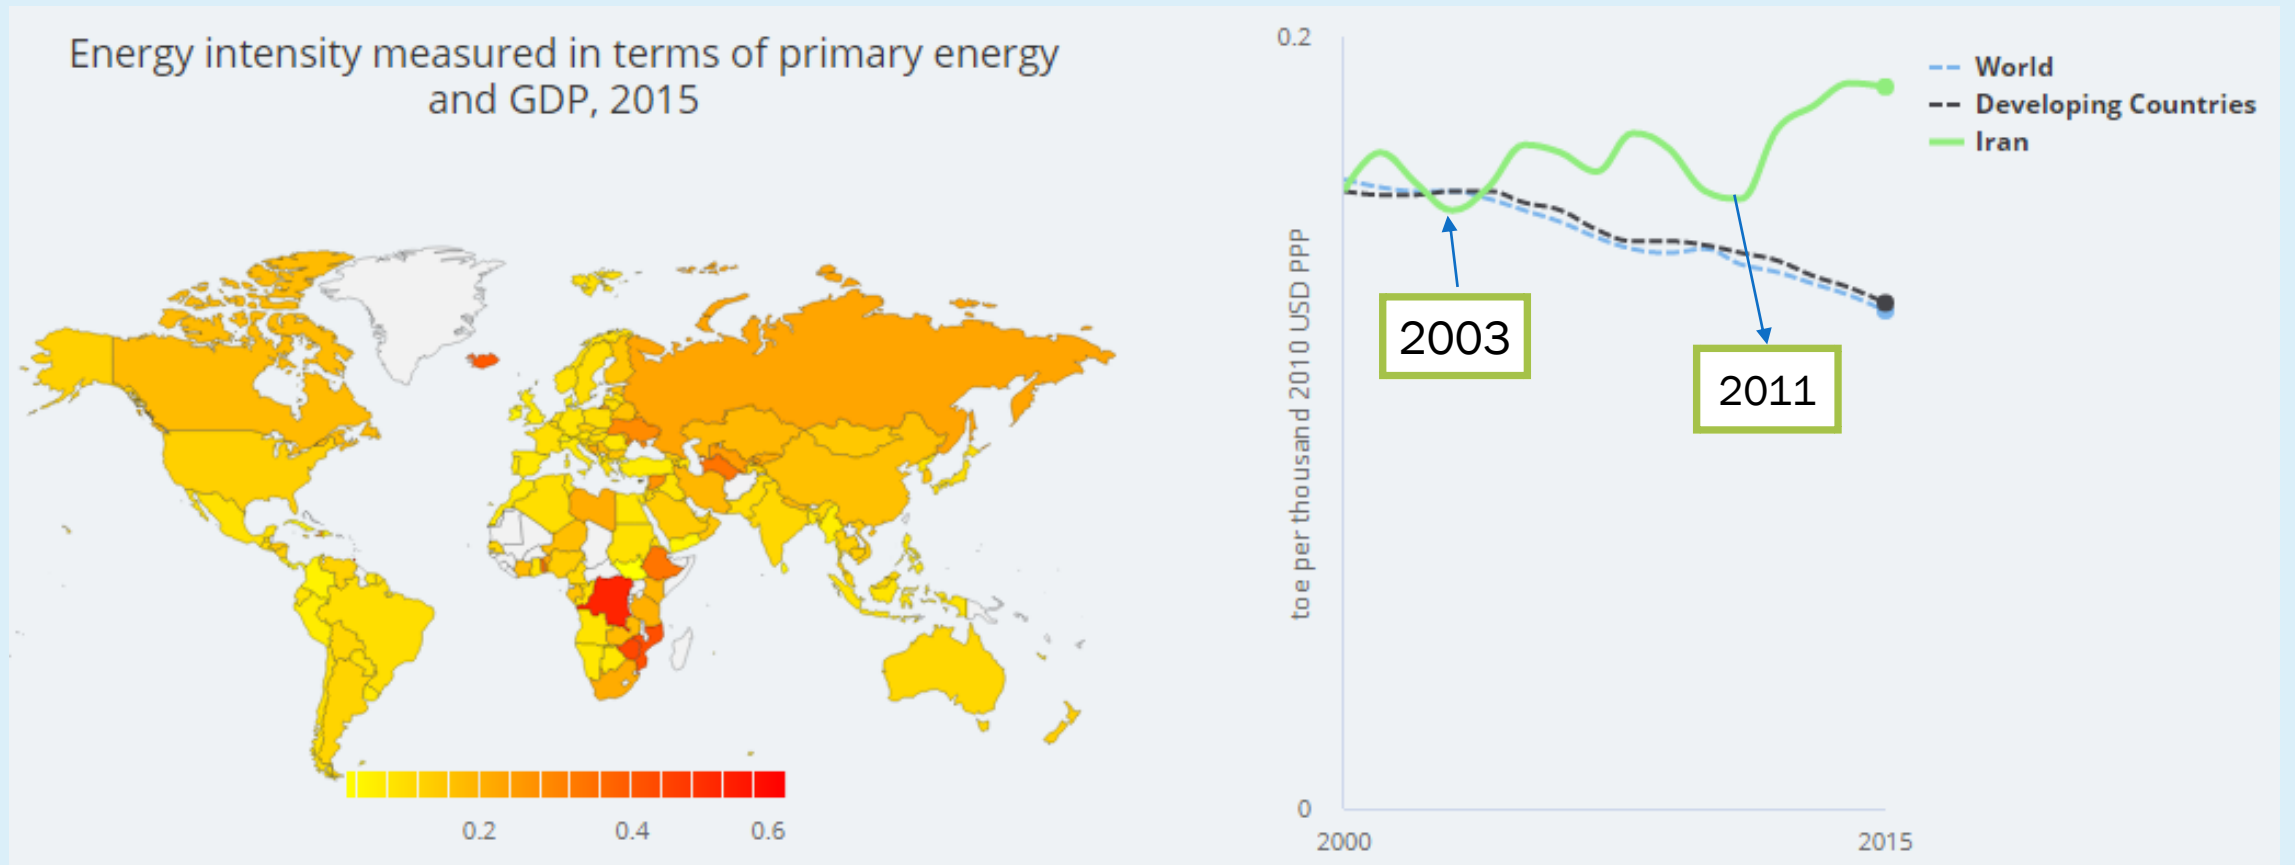 Energy intensity measured in terms of primary energy
and GDP, 2015
0.2
0.4
0.6
0.2
toe per thousand 2010 USD PPP
0
2000
2015
World
Developing Countries
Iran
2003
2011